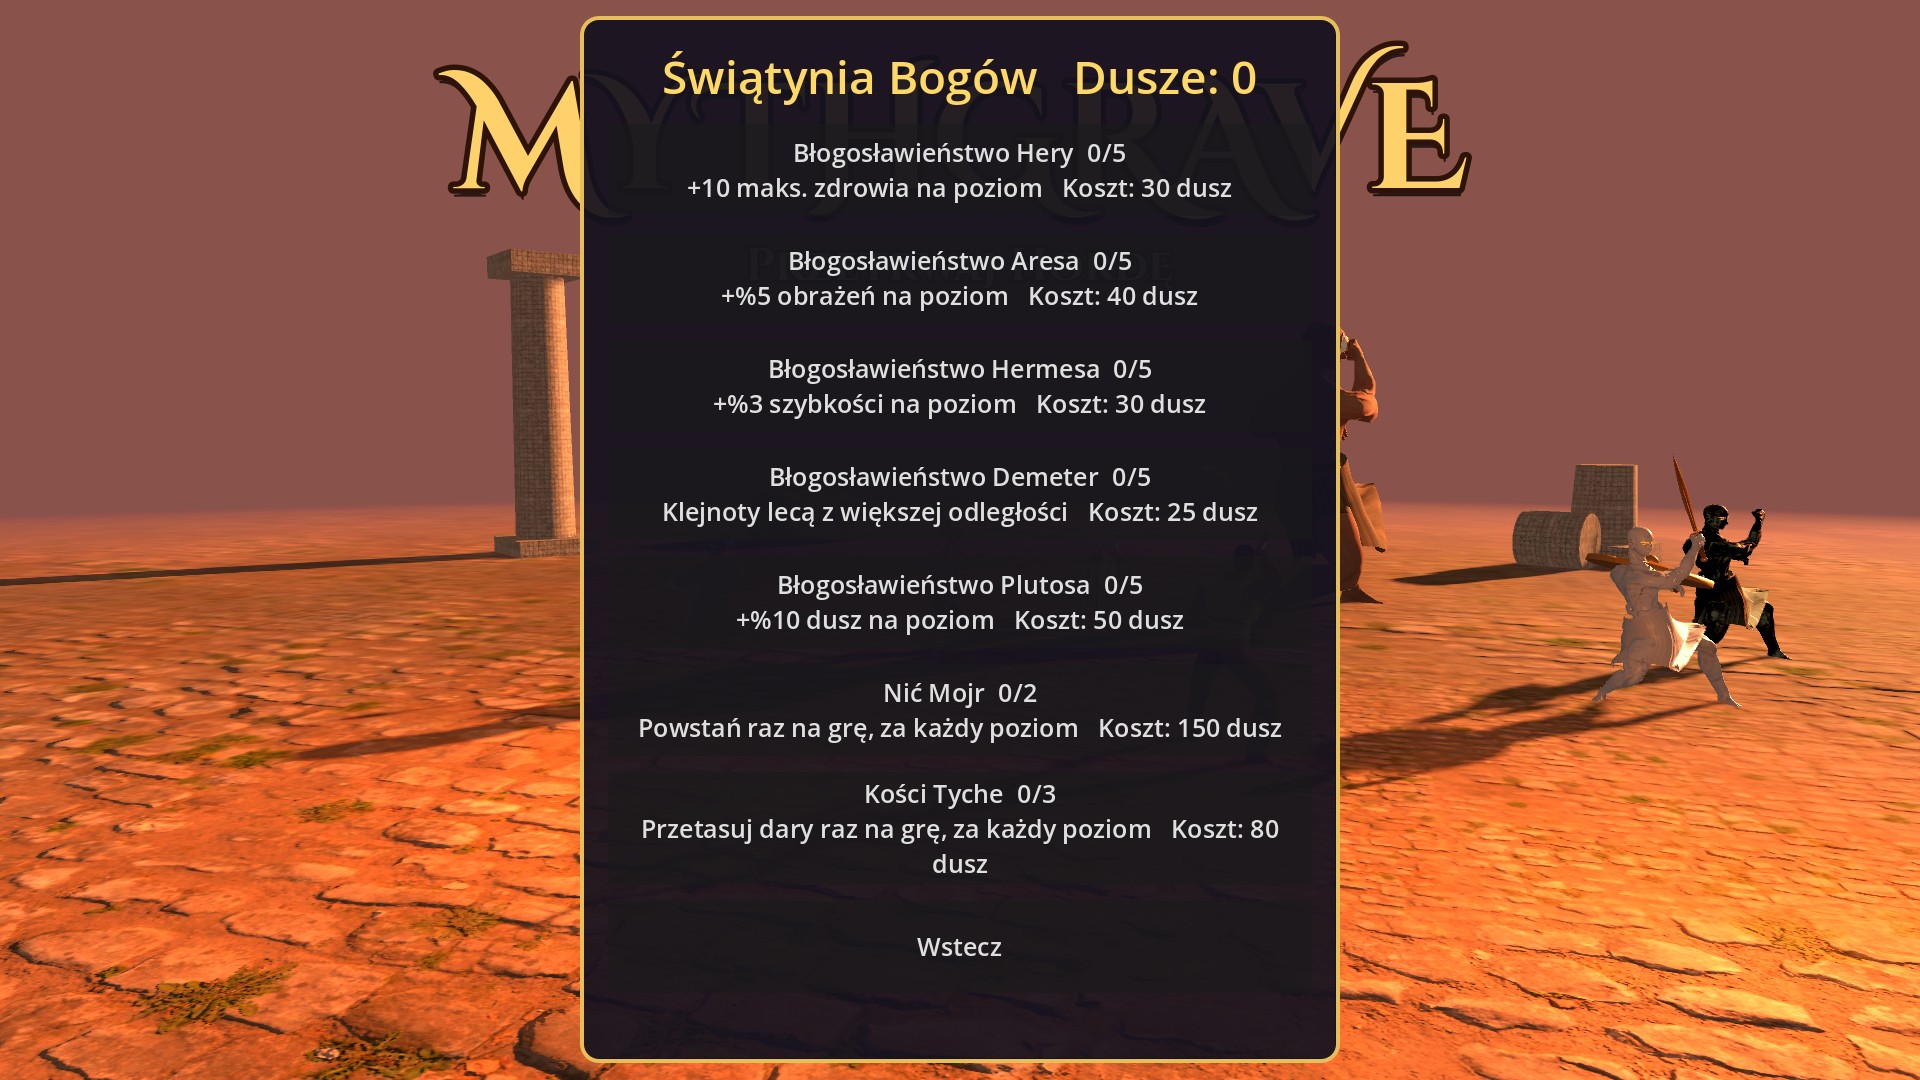 MYTHGRAVE
Świątynia Bogów Dusze: 0
Błogosławieństwo Hery 0/5
+10 maks. zdrowia na poziom Koszt: 30 dusz
Błogosławieństwo Aresa 0/5
+%5 obrażeń na poziom Koszt: 40 dusz
Błogosławieństwo Hermesa 0/5
+%3 szybkości na poziom Koszt: 30 dusz
Błogosławieństwo Demeter 0/5
Klejnoty lecą z większej odległości Koszt: 25 dusz
Błogosławieństwo Plutosa 0/5
+%10 dusz na poziom Koszt: 50 dusz
Nić Mojr 0/2
Powstań raz na grę, za każdy poziom Koszt: 150 dusz
Kości Tyche 0/3
Przetasuj dary raz na grę, za każdy poziom Koszt: 80
dusz
Wstecz